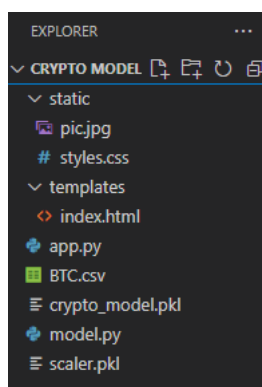 EXPLORER
CRYPTO MODEL
static
pic.jpg
# styles.css
templates
<> index.html
app.py
BTC.csv
crypto_model.pkl
model.py
scaler.pkl